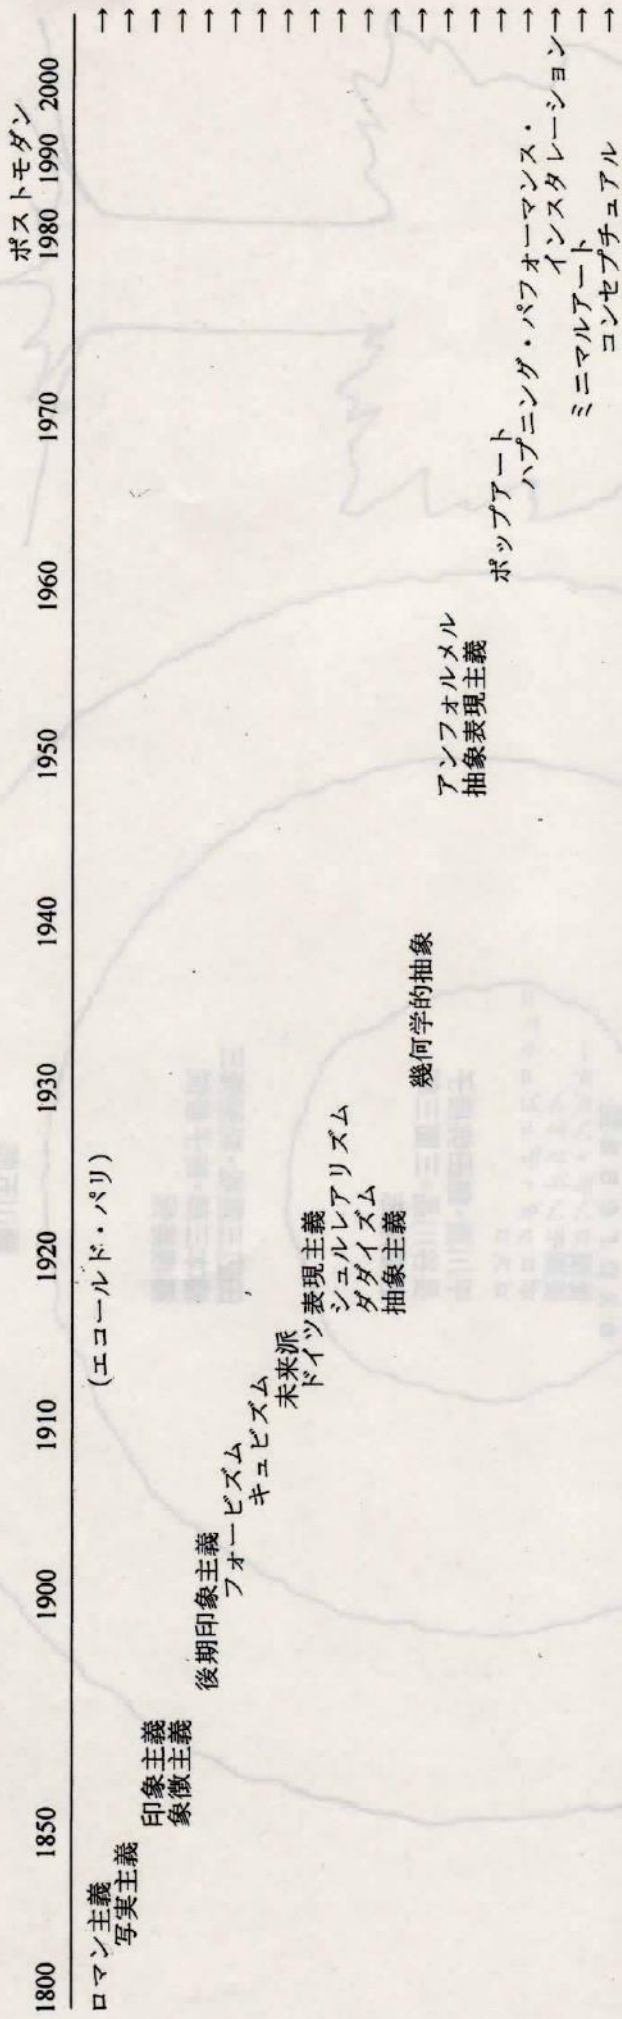 ポストモダン
1800 1850 1900 1910 1920 1930 1940 1950 1960 1970 1980 1990 2000
ロマン主義 (エコールド・パリ) →
写実主義 →
印象主義 →
象徴主義 →
後期印象主義 →
フォービズム →
キュビズム →
未来派 →
ドイツ表現主義 →
シュルレアリズム →
ダダイズム →
抽象主義 →
幾何学的抽象 →
アンフォルメル →
抽象表現主義 →
ポップアート →
ハプニング・パフォーマンス・ →
インスタレーション →
ミニマルアート →
コンセプチュアル →